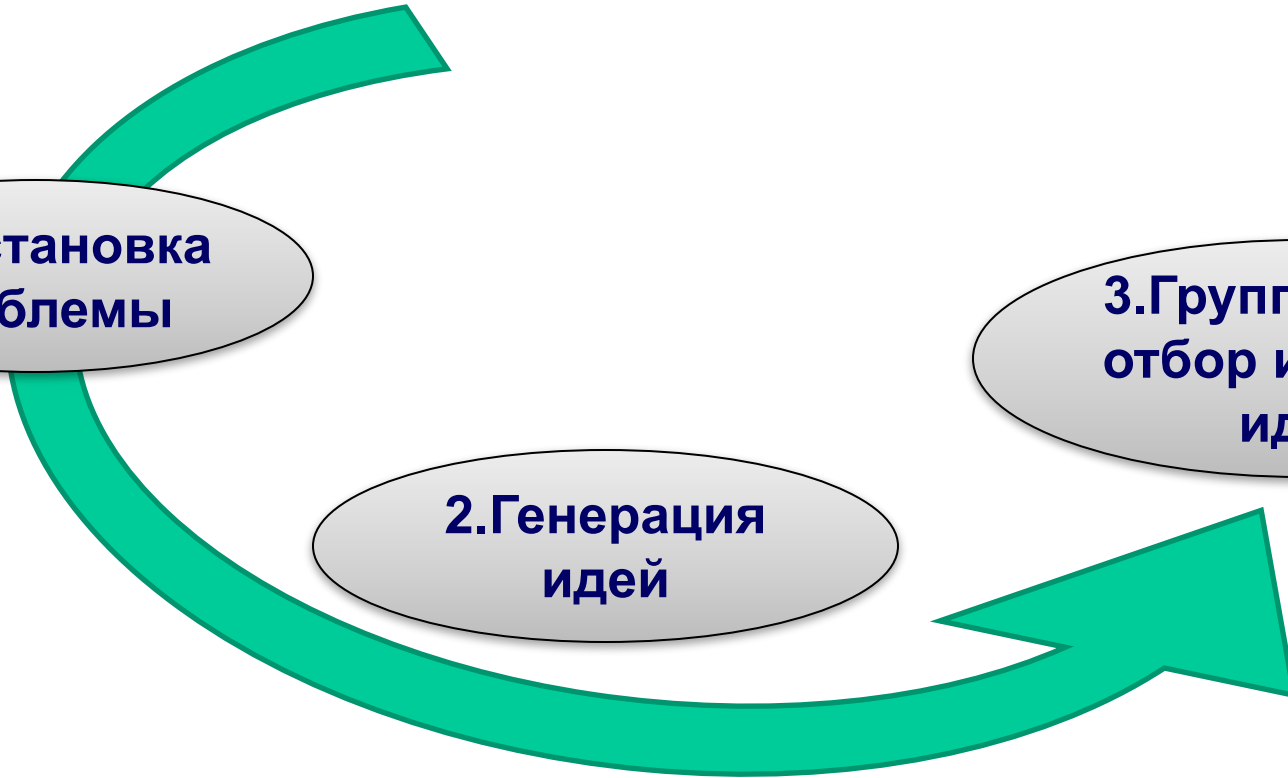 становка
блемы
2.Генерация
идей
3.Групп
отбор
ид